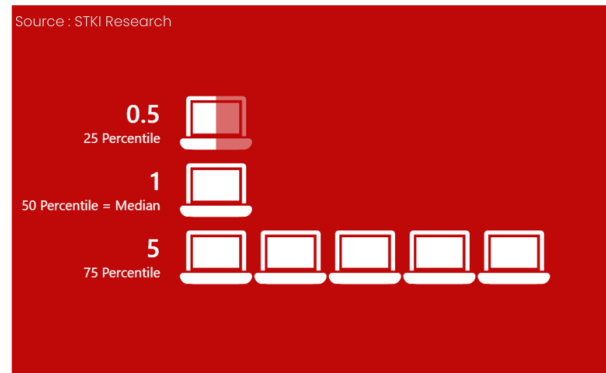 Source : STKI Research
0.5
25 Percentile
1
50 Percentile = Median
5
75 Percentile